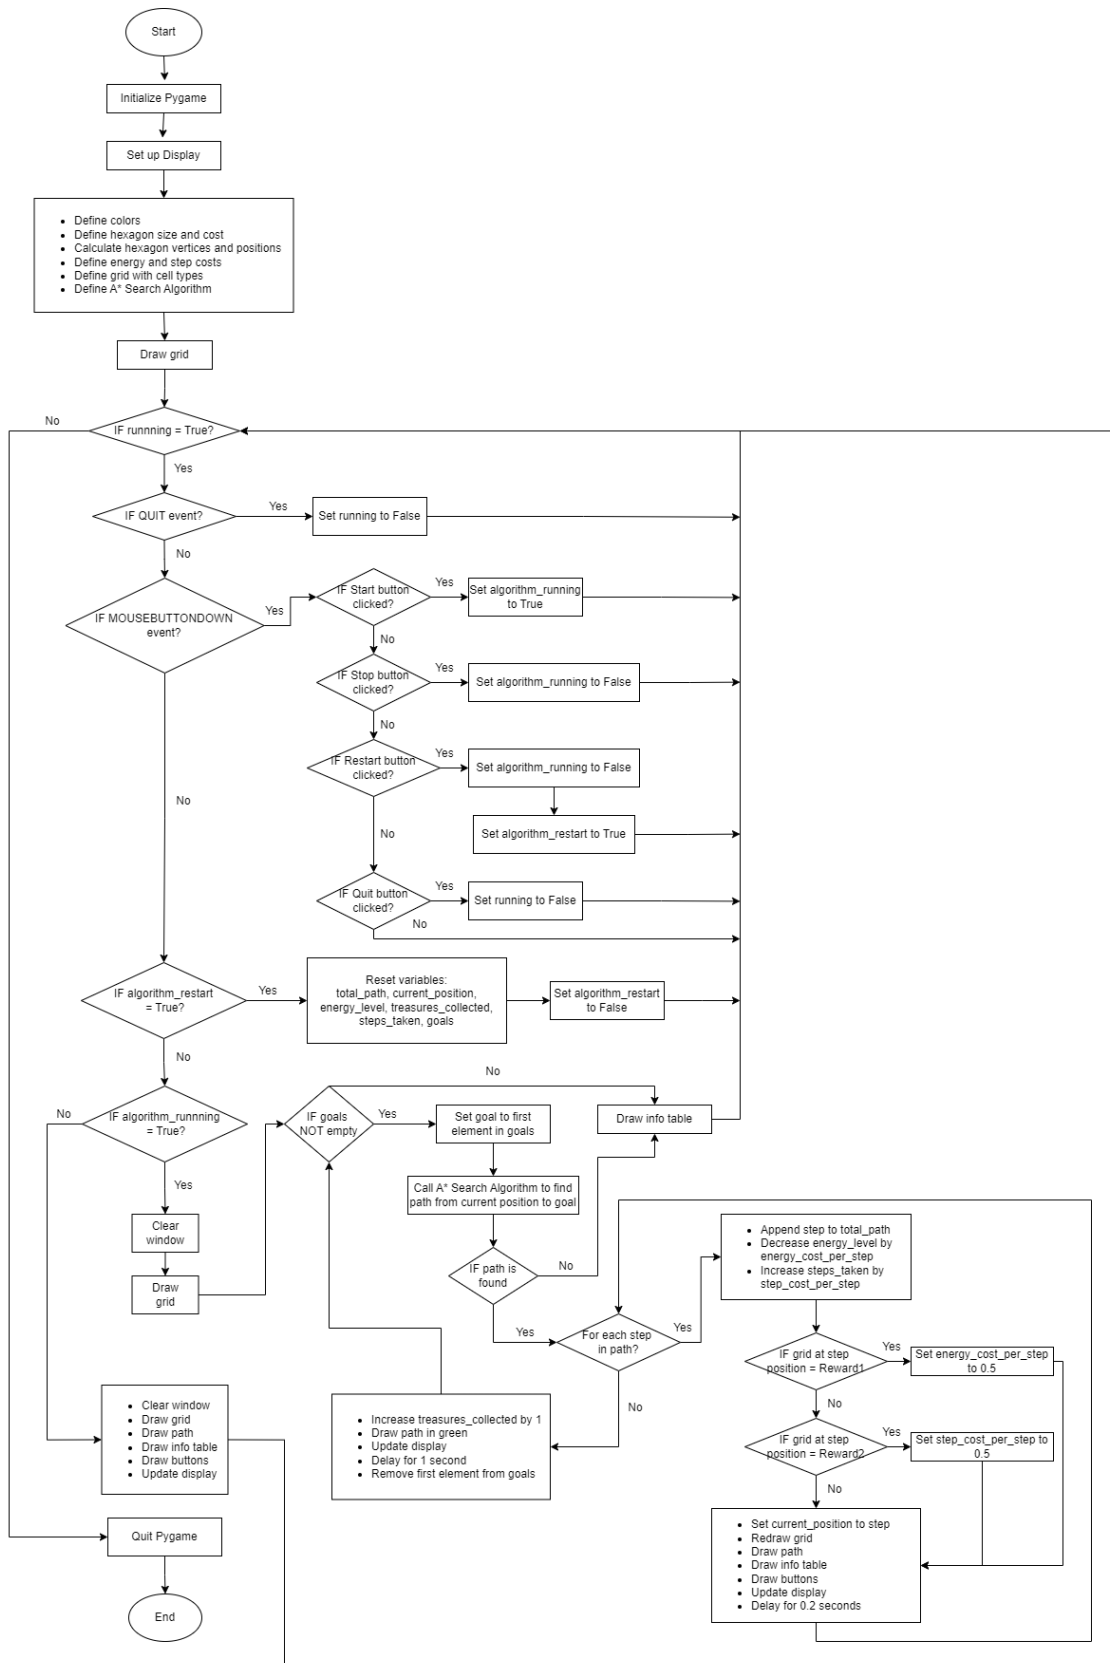 Start
Initialize Pygame
Set up Display
• Define colors
• Define hexagon size and cost
• Calculate hexagon vertices and positions
• Define energy and step costs
• Define grid with cell types
• Define A* Search Algorithm
Draw grid
No
IF runnning = True?
Yes
IF QUIT event?
Yes
Set running to False
No
IF MOUSEBUTTONDOWN
event?
Yes
IF Start button
clicked?
Yes
Set algorithm_running
to True
No
IF Stop button
clicked?
Yes
Set algorithm_running to False
No
IF Restart button
clicked?
Yes
Set algorithm_running to False
No
Set algorithm_restart to True
No
IF Quit button
clicked?
Yes
Set running to False
No
IF algorithm_restart
= True?
Yes
Reset variables:
total_path, current_position,
energy_level, treasures_collected,
steps_taken, goals
Set algorithm_restart
to False
No
No
IF algorithm_runnning
= True?
Yes
IF goals
NOT empty
No
Yes
Set goal to first
element in goals
Draw info table
Call A* Search Algorithm to find
path from current position to goal
Clear
window
Draw
grid
IF path is
found
No
Yes
For each step
in path?
Yes
• Append step to total_path
• Decrease energy_level by
energy_cost_per_step
• Increase steps_taken by
step_cost_per_step
IF grid at step
position = Reward1
Yes
Set energy_cost_per_step
to 0.5
No
No
IF grid at step
position = Reward2
Yes
Set step_cost_per_step to
0.5
No
• Increase treasures_collected by 1
• Draw path in green
• Update display
• Delay for 1 second
• Remove first element from goals
• Clear window
• Draw grid
• Draw path
• Draw info table
• Draw buttons
• Update display
• Set current_position to step
• Redraw grid
• Draw path
• Draw info table
• Draw buttons
• Update display
• Delay for 0.2 seconds
Quit Pygame
End